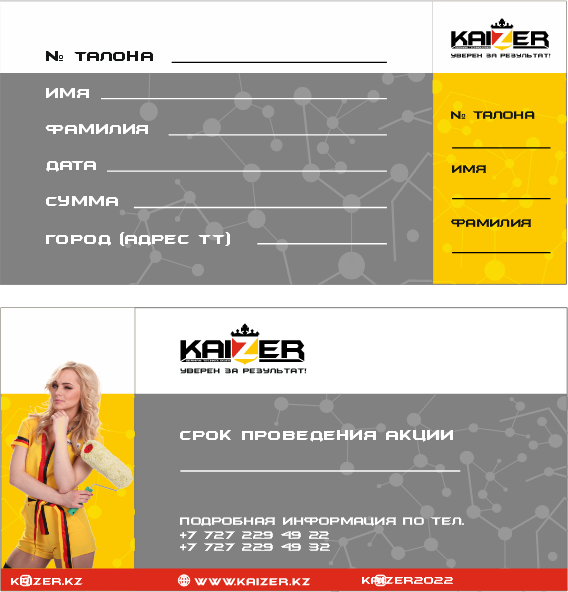 № ТАЛОНА
ИМЯ
ФАМИЛИЯ
ДАТА
СУММА
ГОРОД (АДРЕС ТТ)
KAIZER
УВЕРЕН ЗА РЕЗУЛЬТАТ!
№ ТАЛОНА
ИМЯ
ФАМИЛИЯ
KAIZER
УВЕРЕН ЗА РЕЗУЛЬТАТ!
СРОК ПРОВЕДЕНИЯ АКЦИИ
ПОДРОБНАЯ ИНФОРМАЦИЯ ПО ТЕЛ.
+7 727 229 49 22
+7 727 229 49 32
KAIZER.KZ
WWW.KAIZER.KZ
KAIZER2022